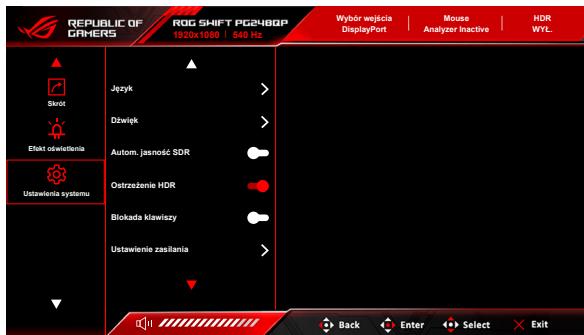 REPUBLIC OF
GAMERS
ROG SWIFT PG248QP
1920x1080 | 540 Hz
Wybór wejścia
DisplayPort
Mouse
Analyzer Inactive
HDR
WYŁ.
Skrót
Efekt oświetlenia
Ustawienia systemu
Język
Dźwięk
Autom. jasność SDR
Ostrzeżenie HDR
Blokada klawiszy
Ustawienie zasilania
Back
Enter
Select
Exit